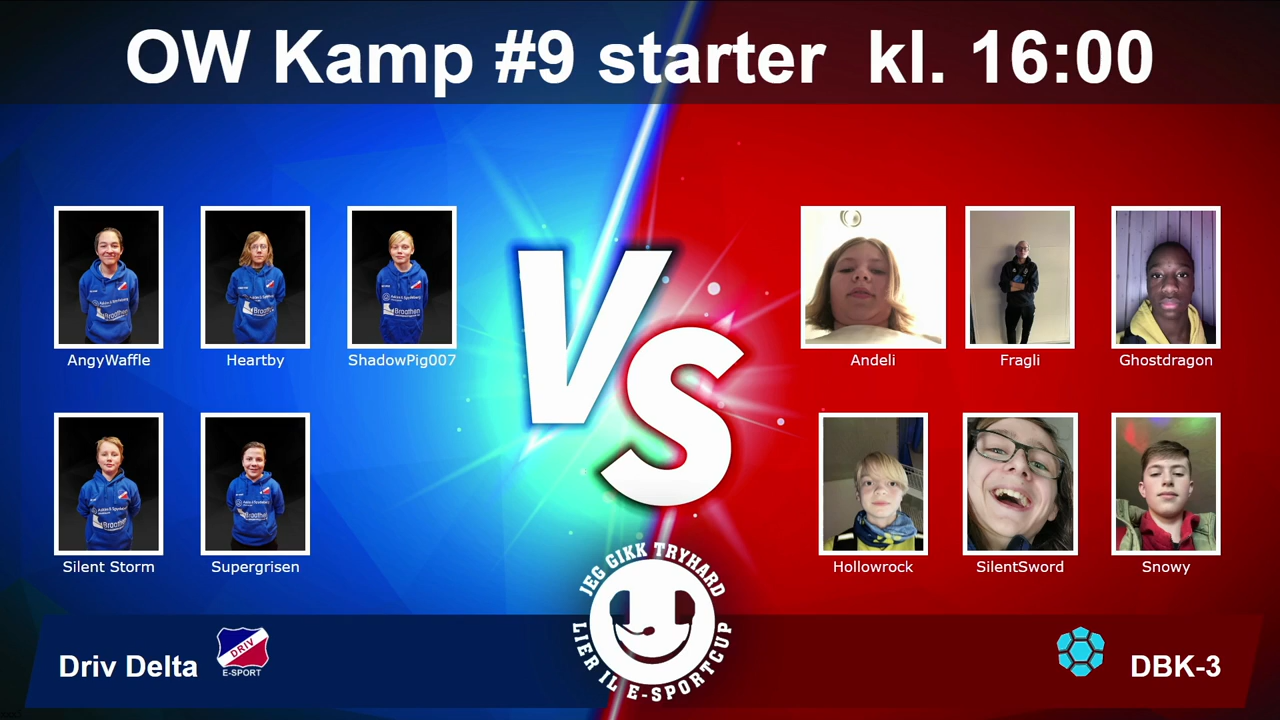 OW Kamp #9 starter kl. 16:00
AngyWaffle
Heartby
ShadowPig007
Andeli
Fragli
Ghostdragon
VS
Silent Storm
Supergrisen
Hollowrock
SilentSword
Snowy
JEG GIKK TRYHARD
LIER IL E-SPORTCUP
Driv Delta
DRIV
E-SPORT
DBK-3